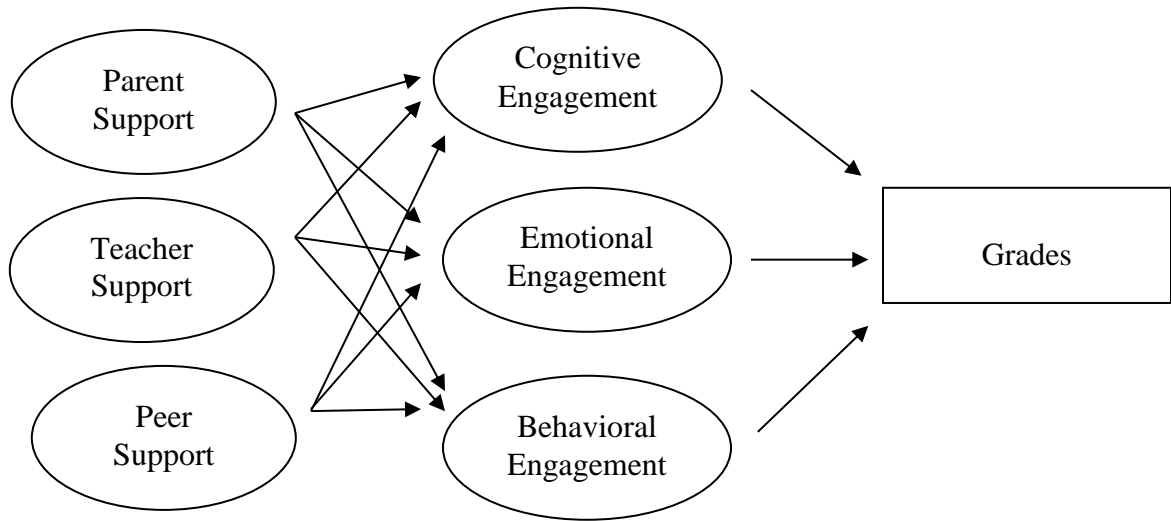 Parent
Support
Teacher
Support
Peer
Support
Cognitive
Engagement
Emotional
Engagement
Behavioral
Engagement
Grades